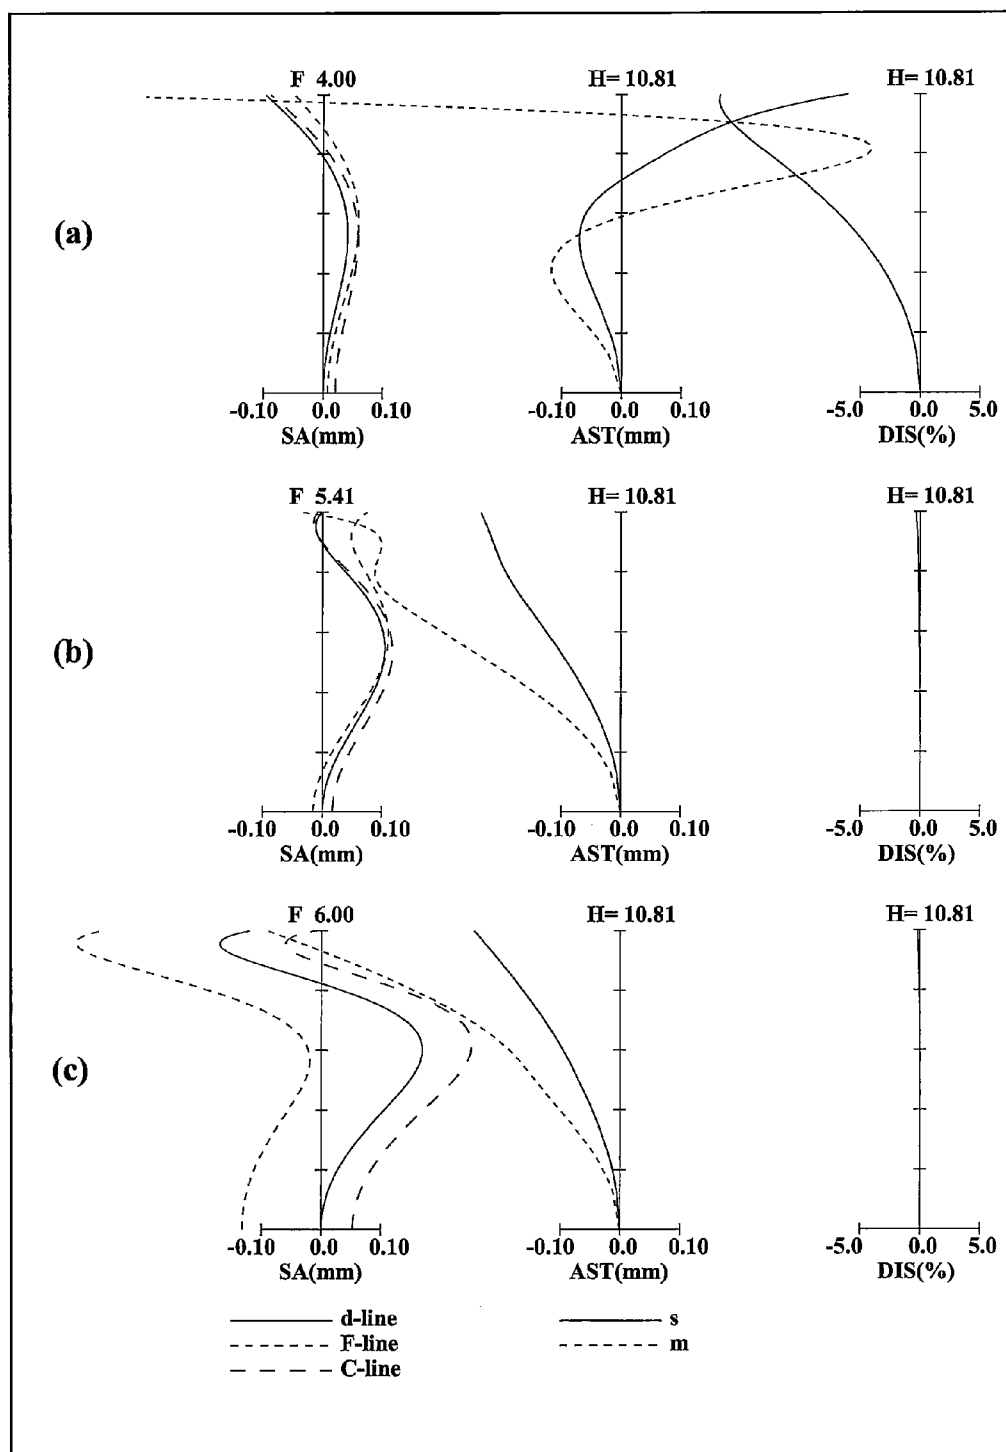 F 4.00 H= 10.81 H= 10.81
(a)
-0.10 0.0 0.10 -0.10 0.0 0.10 -5.0 0.0 5.0
SA(mm) AST(mm) DIS(%)
F 5.41 H= 10.81 H= 10.81
(b)
-0.10 0.0 0.10 -0.10 0.0 0.10 -5.0 0.0 5.0
SA(mm) AST(mm) DIS(%)
F 6.00 H= 10.81 H= 10.81
(c)
-0.10 0.0 0.10 -0.10 0.0 0.10 -5.0 0.0 5.0
SA(mm) AST(mm) DIS(%)
d-line s
F-line m
C-line